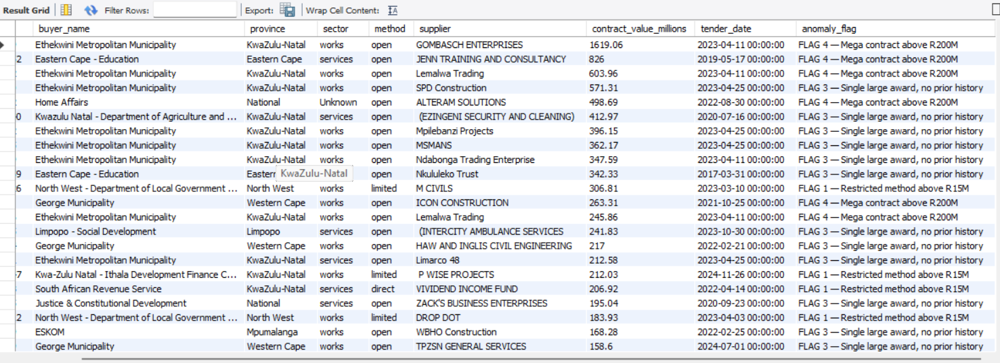 Result Grid Filter Rows: Export: Wrap Cell Content:
buyer_name province sector method supplier contract_value_millions tender_date anomaly_flag
Ethekwini Metropolitan Municipality KwaZulu-Natal works open GOMBASCH ENTERPRISES 1619.06 2023-04-11 00:00:00 FLAG 4 — Mega contract above R200M
2 Eastern Cape - Education Eastern Cape services open JENN TRAINING AND CONSULTANCY 826 2019-05-17 00:00:00 FLAG 4 — Mega contract above R200M
Ethekwini Metropolitan Municipality KwaZulu-Natal works open Lemalwa Trading 603.96 2023-04-11 00:00:00 FLAG 4 — Mega contract above R200M
Ethekwini Metropolitan Municipality KwaZulu-Natal works open SPD Construction 571.31 2023-04-25 00:00:00 FLAG 3 — Single large award, no prior history
Home Affairs National Unknown open ALTERAM SOLUTIONS 498.69 2022-08-30 00:00:00 FLAG 4 — Mega contract above R200M
0 Kwazulu Natal - Department of Agriculture and ... KwaZulu-Natal services open (EZINGENI SECURITY AND CLEANING) 412.97 2020-07-16 00:00:00 FLAG 3 — Single large award, no prior history
Ethekwini Metropolitan Municipality KwaZulu-Natal works open Mpilebanzi Projects 396.15 2023-04-25 00:00:00 FLAG 3 — Single large award, no prior history
Ethekwini Metropolitan Municipality KwaZulu-Natal works open MSMANS 362.17 2023-04-25 00:00:00 FLAG 3 — Single large award, no prior history
Ethekwini Metropolitan Municipality KwaZulu-Natal works open Ndabonga Trading Enterprise 347.59 2023-04-11 00:00:00 FLAG 3 — Single large award, no prior history
9 Eastern Cape - Education Eastern KwaZulu-Natal open Nkululeko Trust 342.33 2017-03-31 00:00:00 FLAG 3 — Single large award, no prior history
6 North West - Department of Local Government ... North West works limited M CIVILS 306.81 2023-03-10 00:00:00 FLAG 1 — Restricted method above R15M
George Municipality Western Cape works open ICON CONSTRUCTION 263.31 2021-10-25 00:00:00 FLAG 4 — Mega contract above R200M
Ethekwini Metropolitan Municipality KwaZulu-Natal works open Lemalwa Trading 245.86 2023-04-11 00:00:00 FLAG 4 — Mega contract above R200M
Limpopo - Social Development Limpopo services open (INTERCITY AMBULANCE SERVICES 241.83 2023-10-30 00:00:00 FLAG 3 — Single large award, no prior history
George Municipality Western Cape works open HAW AND INGLIS CIVIL ENGINEERING 217 2022-02-21 00:00:00 FLAG 3 — Single large award, no prior history
Ethekwini Metropolitan Municipality KwaZulu-Natal services open Limarco 48 212.58 2023-04-25 00:00:00 FLAG 3 — Single large award, no prior history
7 Kwa-Zulu Natal - Ithala Development Finance C... KwaZulu-Natal works limited P WISE PROJECTS 212.03 2024-11-26 00:00:00 FLAG 1 — Restricted method above R15M
South African Revenue Service KwaZulu-Natal services direct VIVIDEND INCOME FUND 206.92 2022-04-14 00:00:00 FLAG 1 — Restricted method above R15M
Justice & Constitutional Development National services open ZACK'S BUSINESS ENTERPRISES 195.04 2020-09-23 00:00:00 FLAG 3 — Single large award, no prior history
2 North West - Department of Local Government ... North West works limited DROP DOT 183.93 2023-04-03 00:00:00 FLAG 1 — Restricted method above R15M
ESKOM Mpumalanga works open WBHO Construction 168.28 2022-02-25 00:00:00 FLAG 3 — Single large award, no prior history
George Municipality Western Cape works open TPZSN GENERAL SERVICES 158.6 2024-07-01 00:00:00 FLAG 3 — Single large award, no prior history